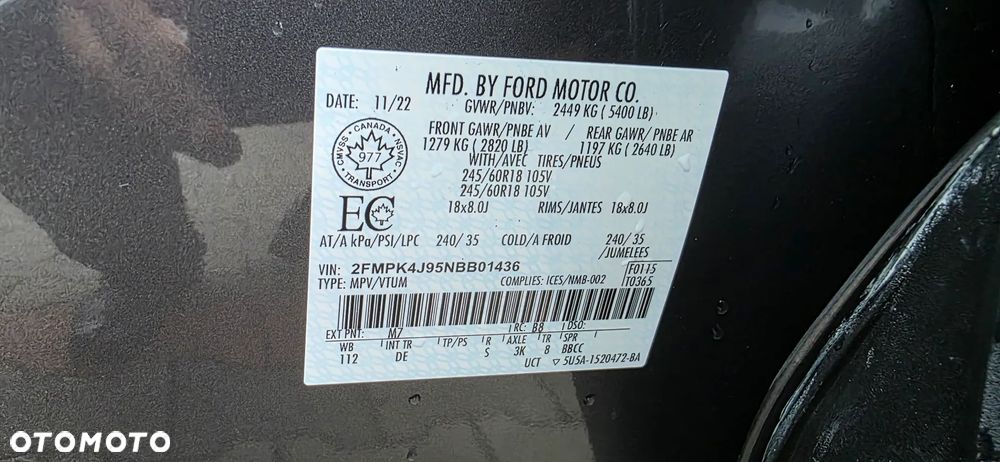 MFD. BY FORD MOTOR CO.
DATE: 11/22 GVWR/PNBV: 2449 KG ( 5400 LB)
FRONT GAWR/PNBE AV / REAR GAWR/ PNBE AR
1279 KG ( 2820 LB) 1197 KG ( 2640 LB)
WITH/AVEC TIRES/PNEUS
245/60R18 105V
245/60R18 105V
18x8.0J RIMS/JANTES 18x8.0J
CMVSS · CANADA · NSVAC
977
TRANSPORT
EC
AT/A kPa/PSI/LPC 240/ 35 COLD/A FROID 240/ 35
/JUMELEES
VIN: 2FMPK4J95NBB01436 F0115
TYPE: MPV/VTUM COMPLIES: ICES/NMB-002 T0365
EXT PNT: M7 RC: B8 DSO:
WB INT TR TP/PS R AXLE TR SPR
112 DE S 3K 8 BBCC
UCT ▽ 5U5A-1520472-BA
OTOMOTO